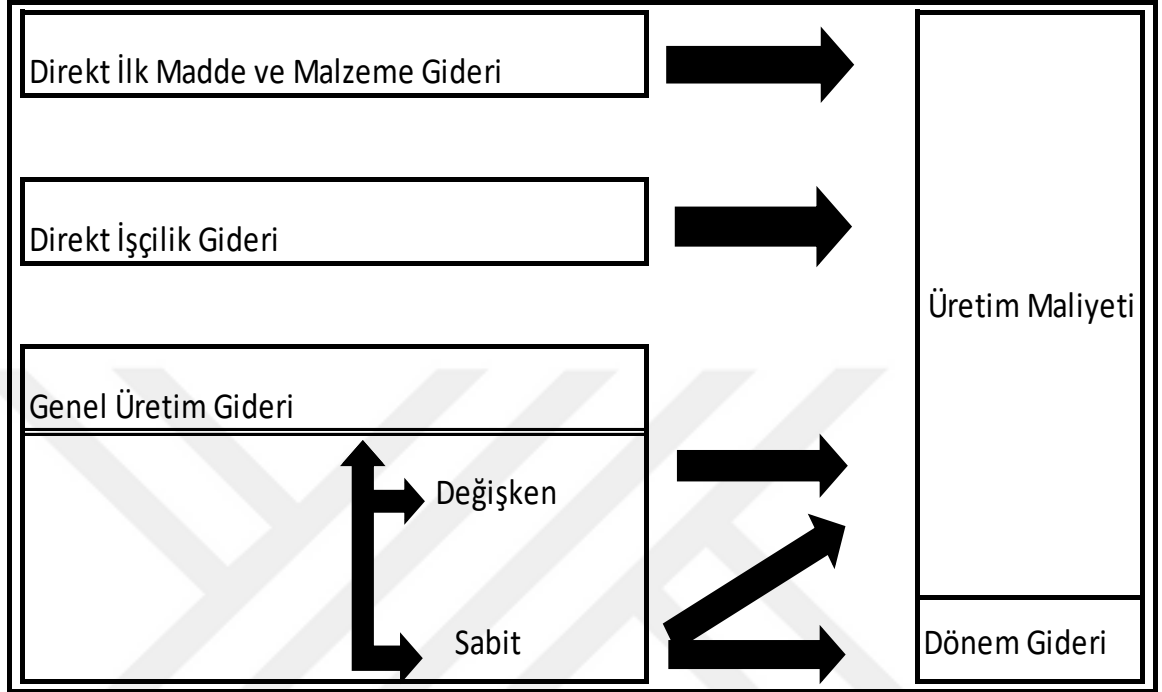 Direkt İlk Madde ve Malzeme Gideri
Direkt İşçilik Gideri
Genel Üretim Gideri
Değişken
Sabit
Üretim Maliyeti
Dönem Gideri